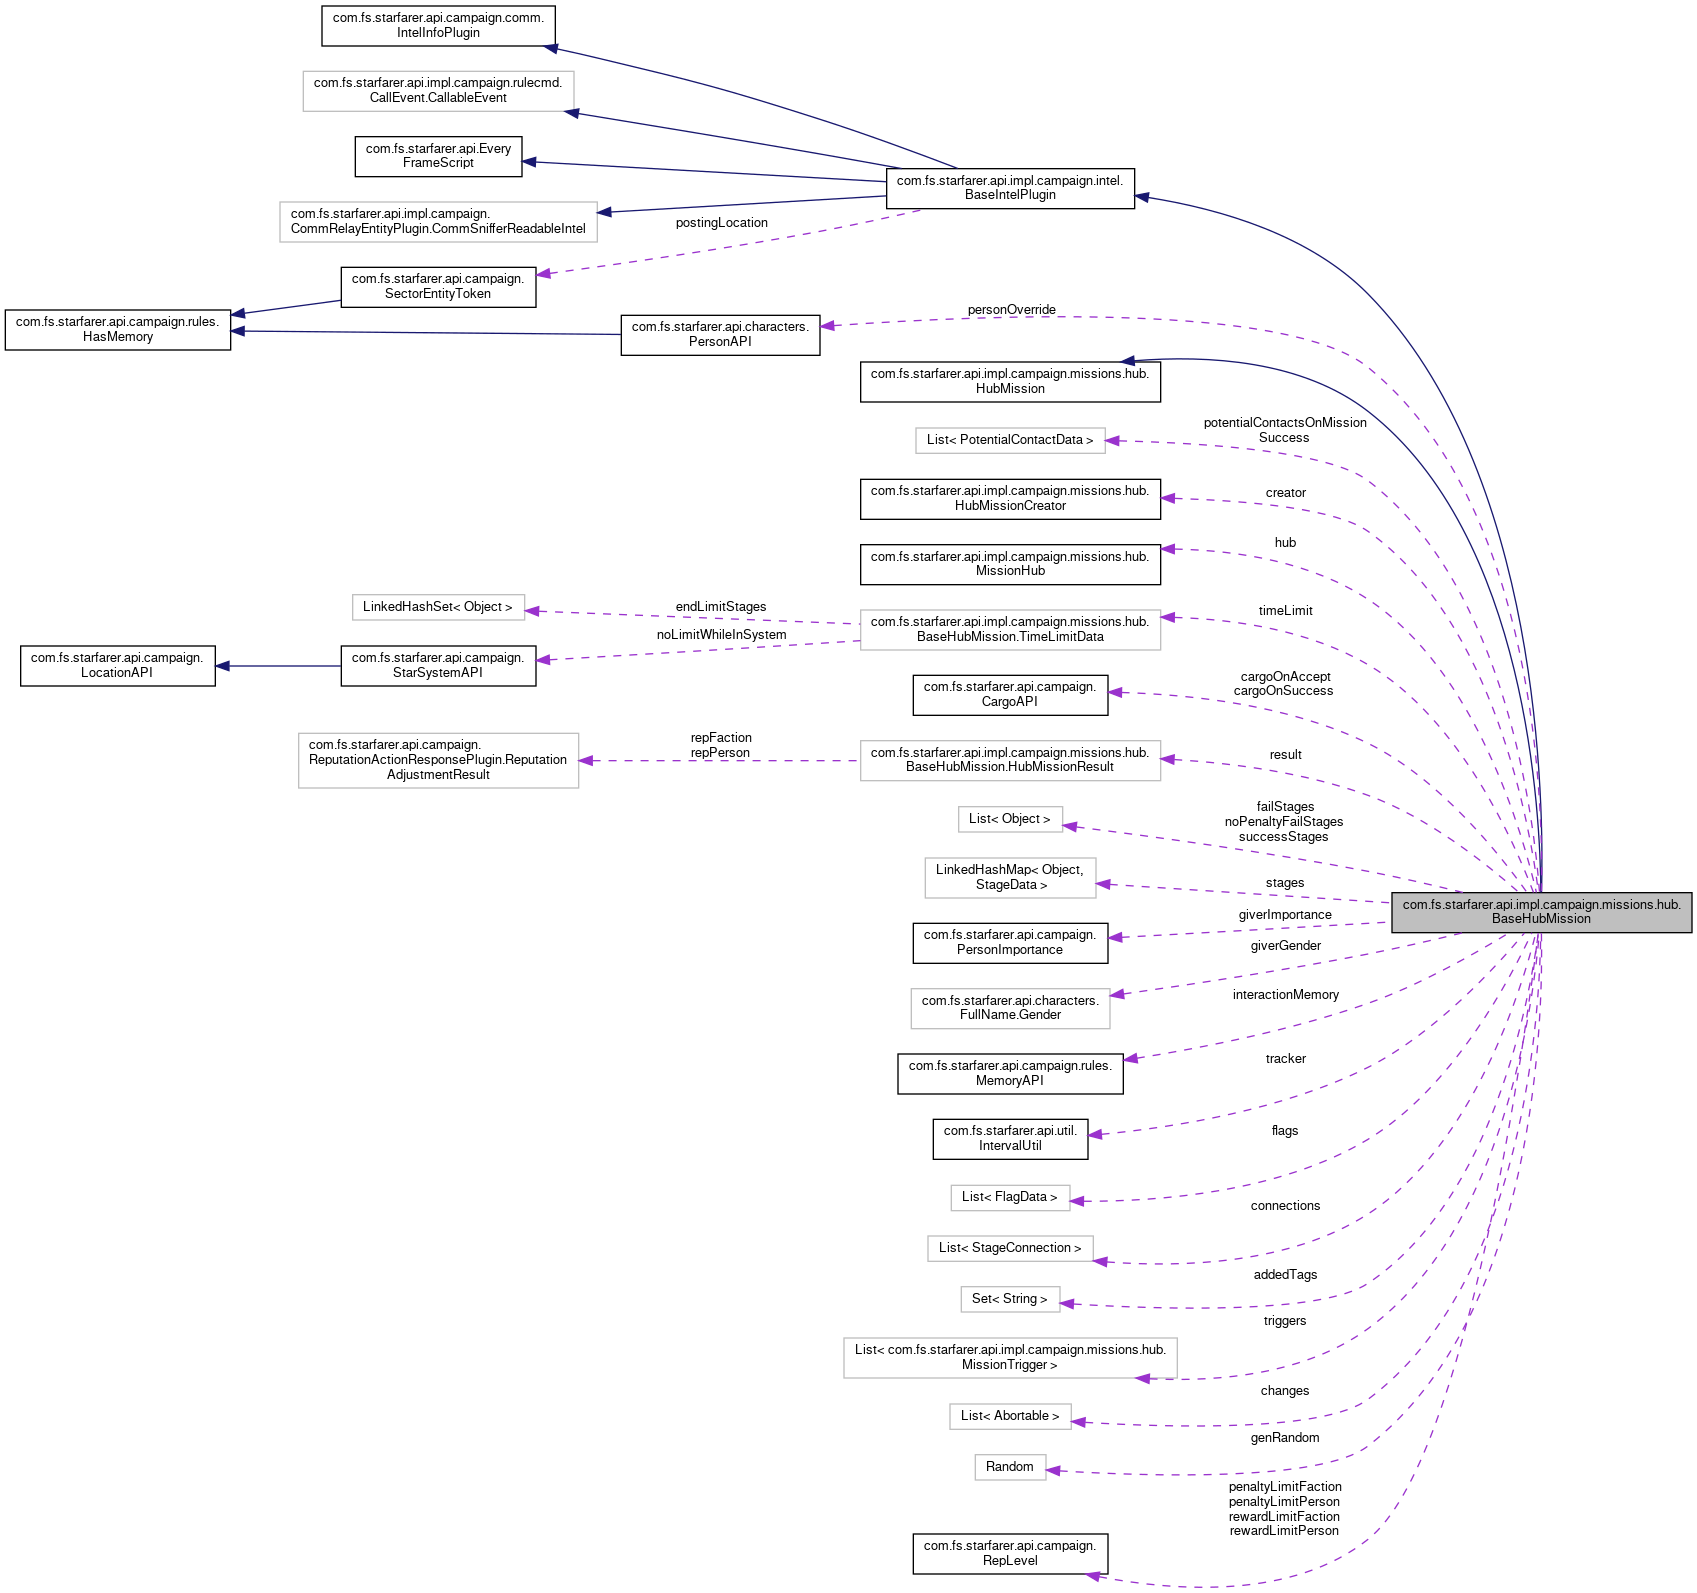 com.fs.starfarer.api.campaign.comm.
IntelInfoPlugin
com.fs.starfarer.api.impl.campaign.rulecmd.
CallEvent.CallableEvent
com.fs.starfarer.api.Every
FrameScript
com.fs.starfarer.api.impl.campaign.intel.
BaseIntelPlugin
com.fs.starfarer.api.impl.campaign.
CommRelayEntityPlugin.CommSnifferReadableIntel
postingLocation
com.fs.starfarer.api.campaign.
SectorEntityToken
com.fs.starfarer.api.campaign.rules.
HasMemory
com.fs.starfarer.api.characters.
PersonAPI
personOverride
com.fs.starfarer.api.impl.campaign.missions.hub.
HubMission
List< PotentialContactData >
potentialContactsOnMission
Success
com.fs.starfarer.api.impl.campaign.missions.hub.
HubMissionCreator
creator
com.fs.starfarer.api.impl.campaign.missions.hub.
MissionHub
hub
LinkedHashSet< Object >
endLimitStages
noLimitWhileInSystem
com.fs.starfarer.api.impl.campaign.missions.hub.
BaseHubMission.TimeLimitData
timeLimit
com.fs.starfarer.api.campaign.
LocationAPI
com.fs.starfarer.api.campaign.
StarSystemAPI
com.fs.starfarer.api.campaign.
CargoAPI
cargoOnAccept
cargoOnSuccess
com.fs.starfarer.api.campaign.
ReputationActionResponsePlugin.Reputation
AdjustmentResult
repFaction
repPerson
com.fs.starfarer.api.impl.campaign.missions.hub.
BaseHubMission.HubMissionResult
result
List< Object >
failStages
noPenaltyFailStages
successStages
LinkedHashMap< Object,
StageData >
stages
com.fs.starfarer.api.impl.campaign.missions.hub.
BaseHubMission
com.fs.starfarer.api.campaign.
PersonImportance
giverImportance
com.fs.starfarer.api.characters.
FullName.Gender
giverGender
com.fs.starfarer.api.campaign.rules.
MemoryAPI
interactionMemory
com.fs.starfarer.api.util.
IntervalUtil
tracker
List< FlagData >
flags
List< StageConnection >
connections
Set< String >
addedTags
List< com.fs.starfarer.api.impl.campaign.missions.hub.
MissionTrigger >
triggers
List< Abortable >
changes
Random
genRandom
com.fs.starfarer.api.campaign.
RepLevel
penaltyLimitFaction
penaltyLimitPerson
rewardLimitFaction
rewardLimitPerson